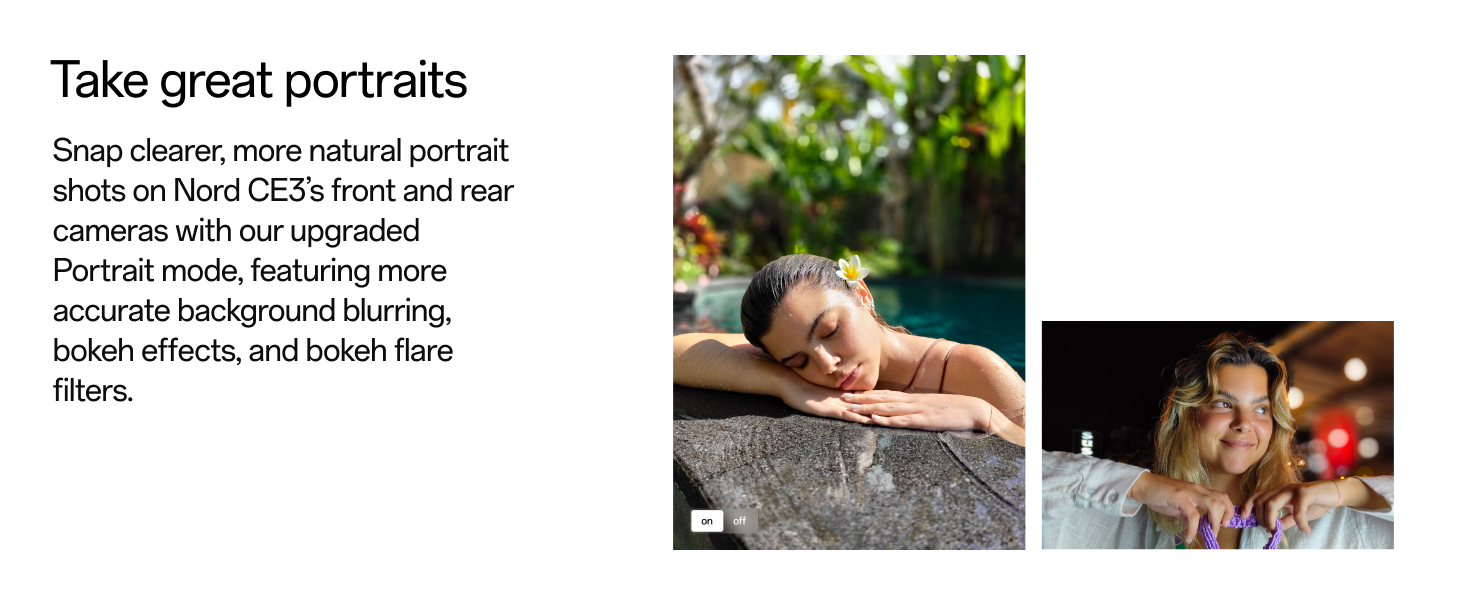 Take great portraits
Snap clearer, more natural portrait
shots on Nord CE3’s front and rear
cameras with our upgraded
Portrait mode, featuring more
accurate background blurring,
bokeh effects, and bokeh flare
filters.
on off